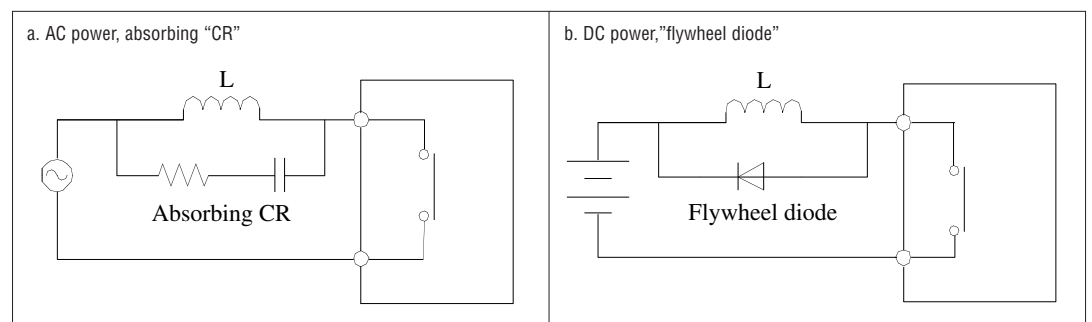 a. AC power, absorbing “CR”
L
Absorbing CR
b. DC power,”flywheel diode”
L
Flywheel diode